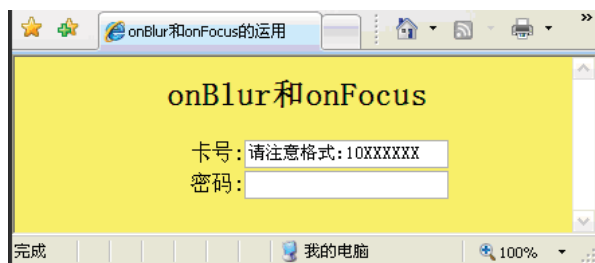 onBlur和onFocus的运用
»
onBlur和onFocus
卡号:请注意格式:10XXXXXX
密码:
完成 我的电脑 100%